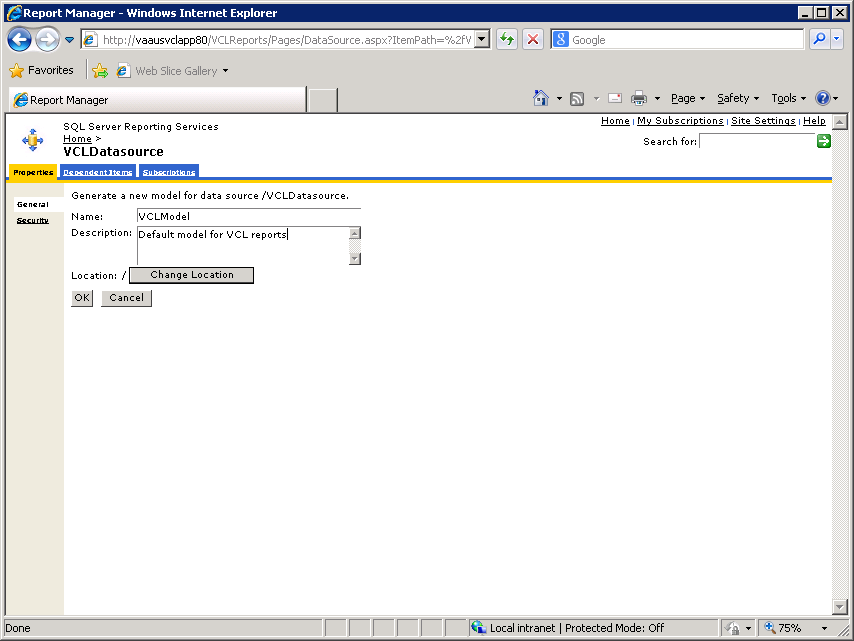 Report Manager - Windows Internet Explorer
http://vaausvclapp80/VCLReports/Pages/DataSource.aspx?ItemPath=%2fV
Google
Favorites
Web Slice Gallery
Report Manager
Page
Safety
Tools
SQL Server Reporting Services
Home | My Subscriptions | Site Settings | Help
Home >
VCLDatasource
Search for:
Properties
Dependent Items
Subscriptions
General
Security
Generate a new model for data source /VCLDatasource.
Name: VCLModel
Description: Default model for VCL reports
Location: / Change Location
OK Cancel
Done
Local intranet | Protected Mode: Off
75%